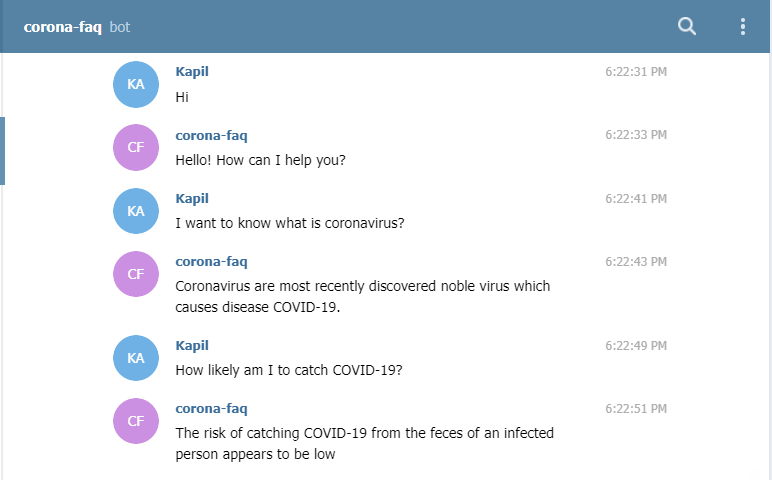 corona-faq bot
KA
Kapil 6:22:31 PM
Hi
CF
corona-faq 6:22:33 PM
Hello! How can I help you?
KA
Kapil 6:22:41 PM
I want to know what is coronavirus?
CF
corona-faq 6:22:43 PM
Coronavirus are most recently discovered noble virus which
causes disease COVID-19.
KA
Kapil 6:22:49 PM
How likely am I to catch COVID-19?
CF
corona-faq 6:22:51 PM
The risk of catching COVID-19 from the feces of an infected
person appears to be low